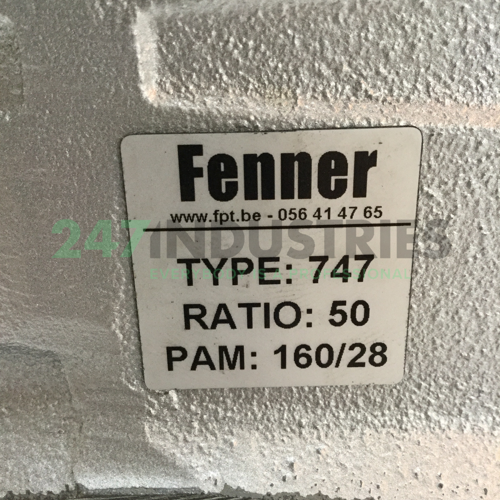 Fenner
www.fpt.be - 056 41 47 65
247INDUSTRIES
TYPE: 747
RATIO: 50
PAM: 160/28